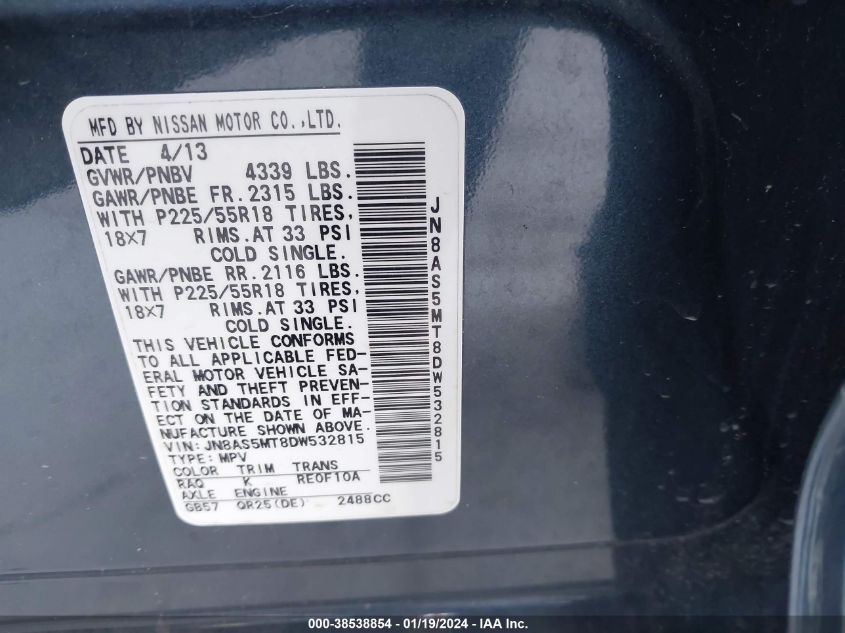 MFD BY NISSAN MOTOR CO.,LTD.
DATE 4/13
GVWR/PNBV 4339 LBS.
GAWR/PNBE FR. 2315 LBS.
WITH P225/55R18 TIRES,
18X7 RIMS. AT 33 PSI
COLD SINGLE.
GAWR/PNBE RR. 2116 LBS.
WITH P225/55R18 TIRES,
18X7 RIMS. AT 33 PSI
COLD SINGLE.
THIS VEHICLE CONFORMS
TO ALL APPLICABLE FED-
ERAL MOTOR VEHICLE SA-
FETY AND THEFT PREVEN-
TION STANDARDS IN EFF-
ECT ON THE DATE OF MA-
NUFACTURE SHOWN ABOVE.
VIN: JN8AS5MT8DW532815
TYPE: MPV
COLOR TRIM TRANS
RAQ K RE0F10A
AXLE ENGINE
GB57 QR25(DE) 2488CC
JN8AS5MT8DW532815
000-38538854 - 01/19/2024 - IAA Inc.